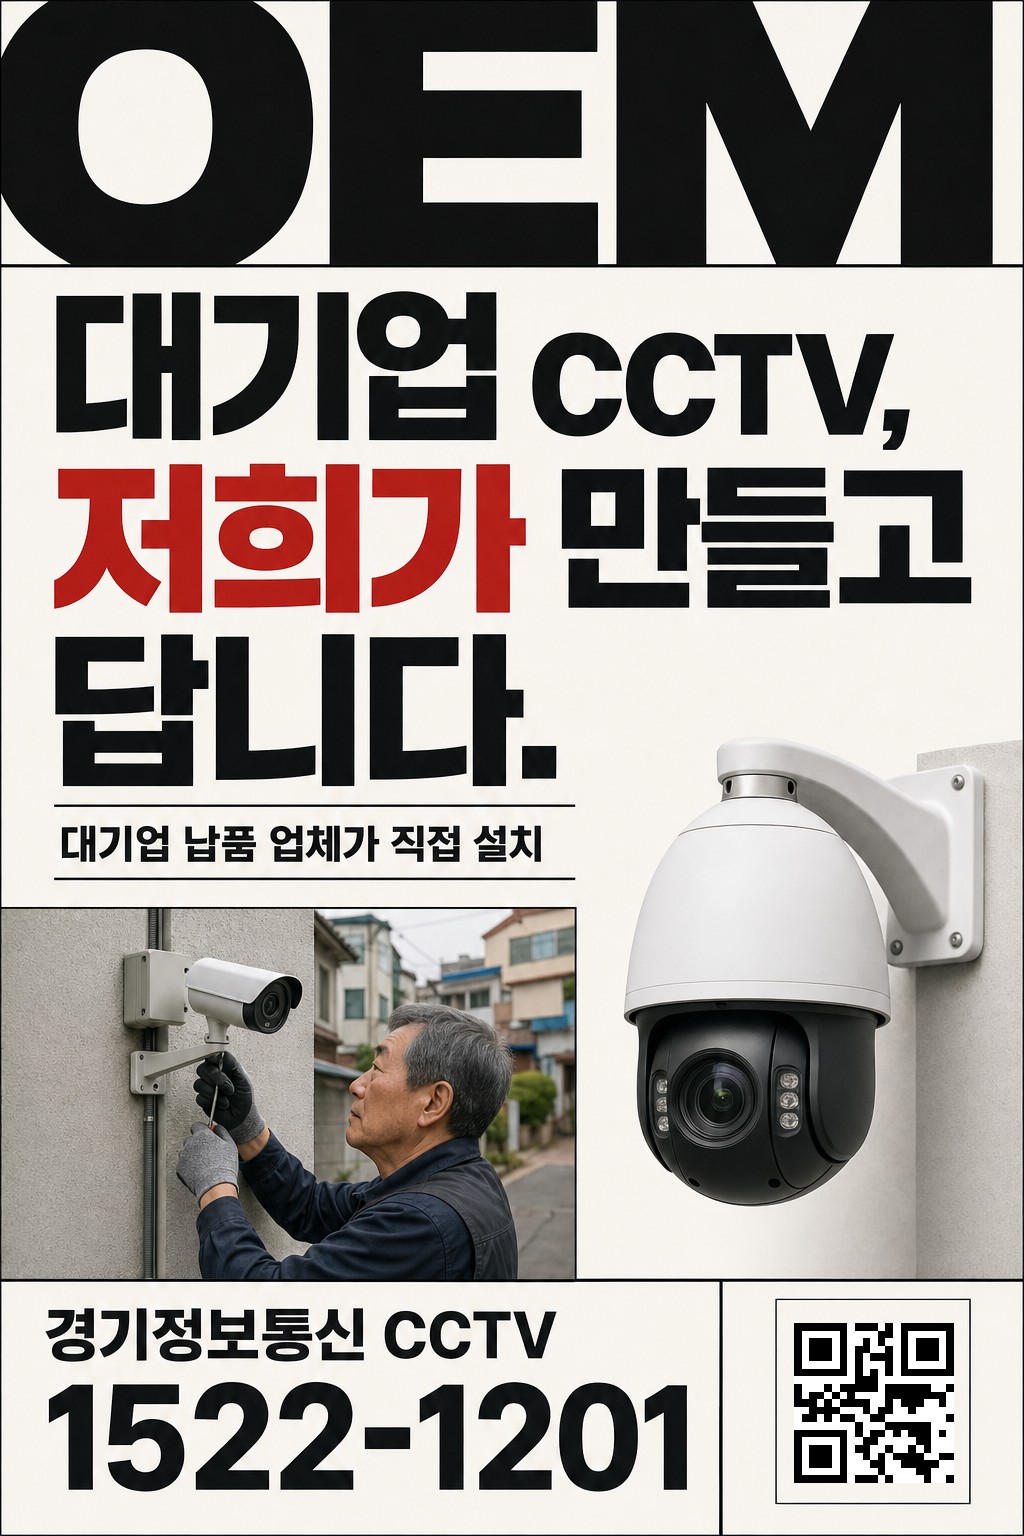 OEM
대기업 CCTV,
저희가 만들고
답니다.
대기업 납품 업체가 직접 설치
경기정보통신 CCTV
1522-1201